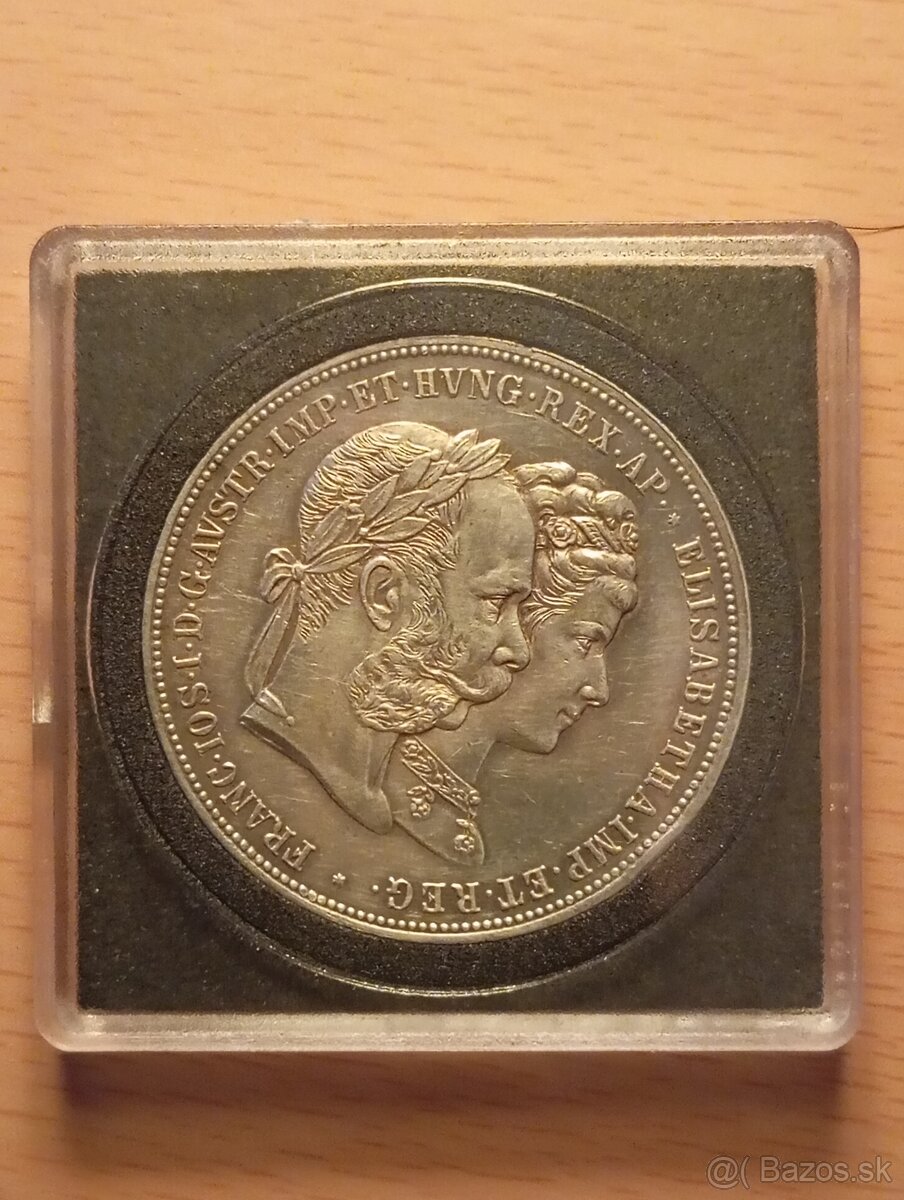 FRANC·IOS·I·D·G·AVSTR·IMP·ET·HVNG·REX·AP·* ELISABETHA·IMP·ET·REG· *
@( Bazos.sk